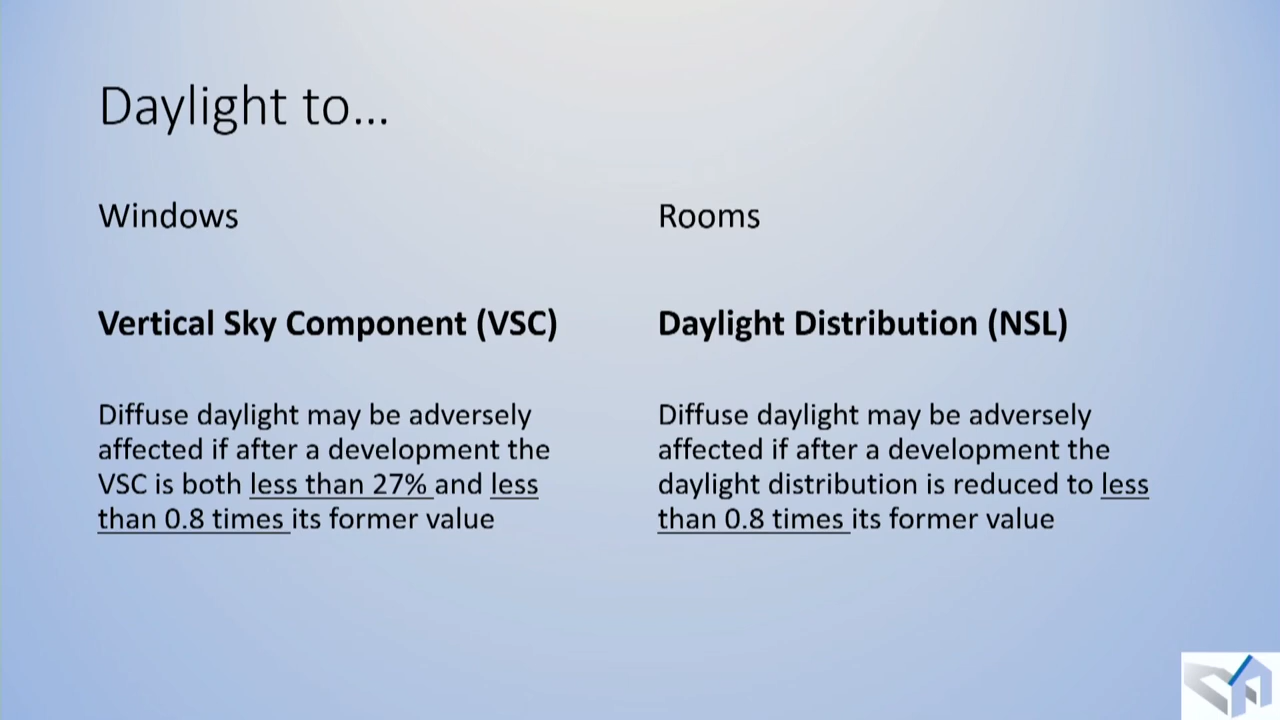 Daylight to...
Windows
Vertical Sky Component (VSC)
Diffuse daylight may be adversely
affected if after a development the
VSC is both less than 27% and less
than 0.8 times its former value
Rooms
Daylight Distribution (NSL)
Diffuse daylight may be adversely
affected if after a development the
daylight distribution is reduced to less
than 0.8 times its former value